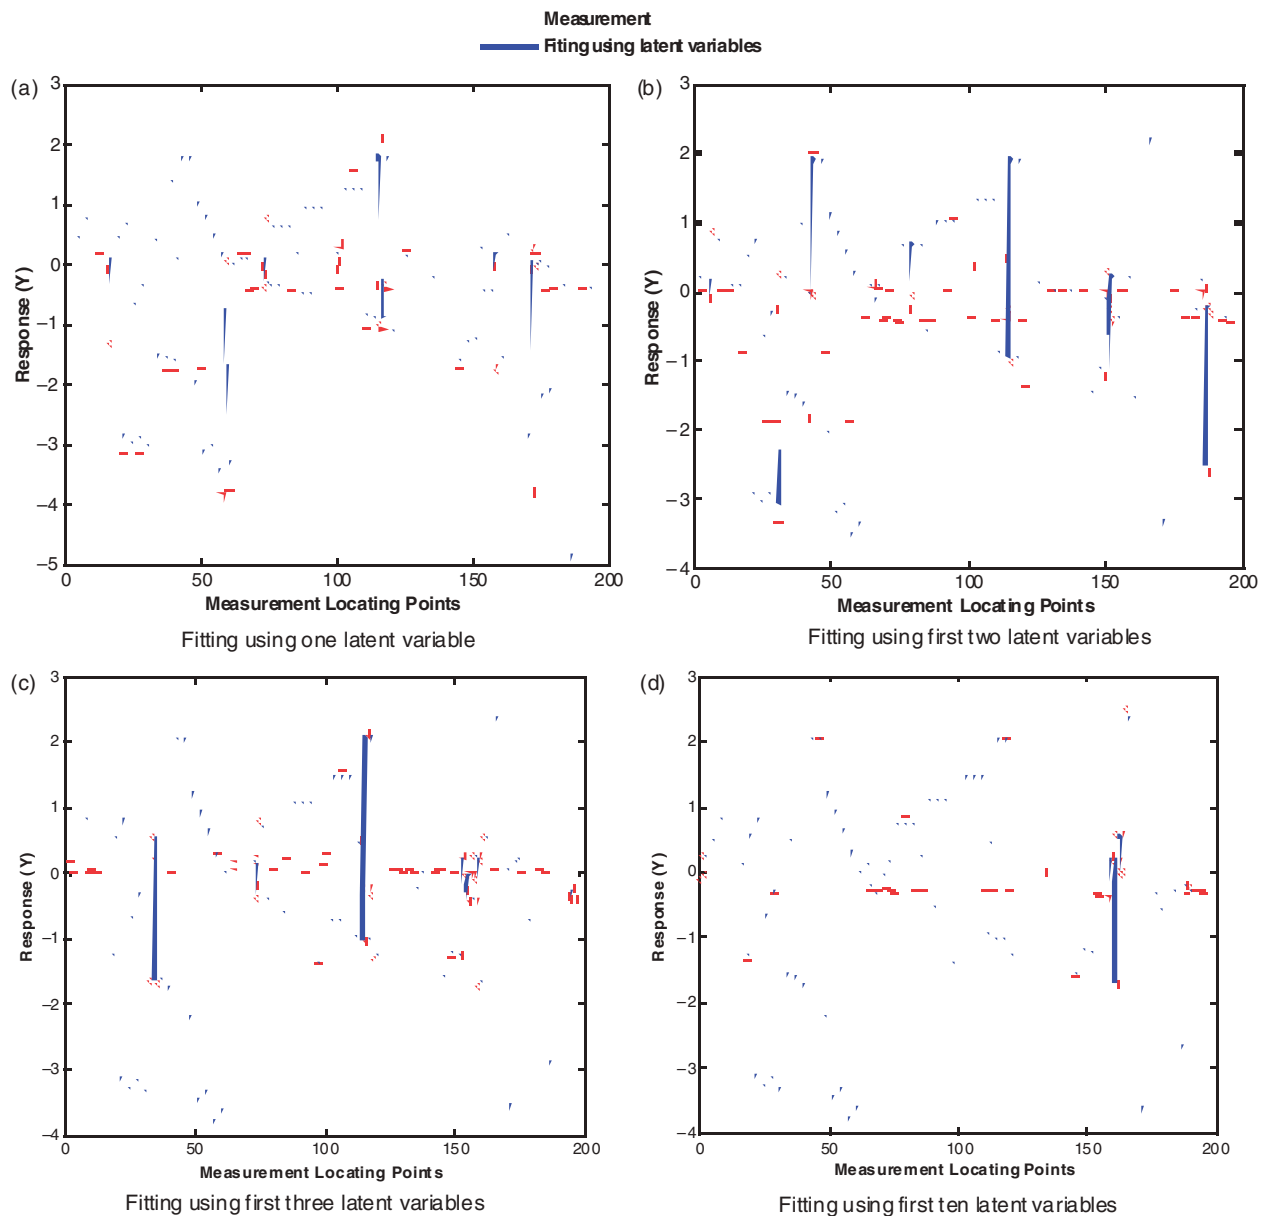 Measurement
Fiting using latent variables
(a)
3
2
1
0
−1
−2
−3
−4
−5
Response (Y)
0 50 100 150 200
Measurement Locating Points
Fitting using one latent variable
(b)
3
2
1
0
−1
−2
−3
−4
Response (Y)
0 50 100 150 200
Measurement Locating Points
Fitting using first two latent variables
(c)
3
2
1
0
−1
−2
−3
−4
Response (Y)
0 50 100 150 200
Measurement Locating Points
Fitting using first three latent variables
(d)
3
2
1
0
−1
−2
−3
−4
Response (Y)
0 50 100 150 200
Measurement Locating Points
Fitting using first ten latent variables